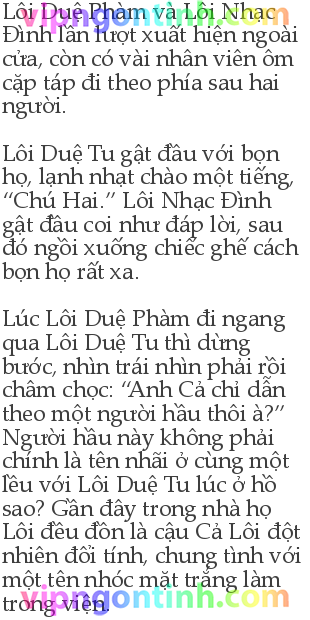 Lôi Duệ Phàm và Lôi Nhạc
Đình lần lượt xuất hiện ngoài
cửa, còn có vài nhân viên ôm
cặp táp đi theo phía sau hai
người.
Lôi Duệ Tu gật đầu với bọn
họ, lạnh nhạt chào một tiếng,
“Chú Hai.” Lôi Nhạc Đình
gật đầu coi như đáp lời, sau
đó ngồi xuống chiếc ghế cách
bọn họ rất xa.
Lúc Lôi Duệ Phàm đi ngang
qua Lôi Duệ Tu thì dừng
bước, nhìn trái nhìn phải rồi
châm chọc: “Anh Cả chỉ dẫn
theo một người hầu thôi à?”
Người hầu này không phải
chính là tên nhãi ở cùng một
lều với Lôi Duệ Tu lúc ở hồ
sao? Gần đây trong nhà họ
Lôi đều đồn là cậu Cả Lôi đột
nhiên đổi tính, chung tình với
một tên nhóc mặt trắng làm
trong viện.
vipngontinh.com
vipngontinh.com